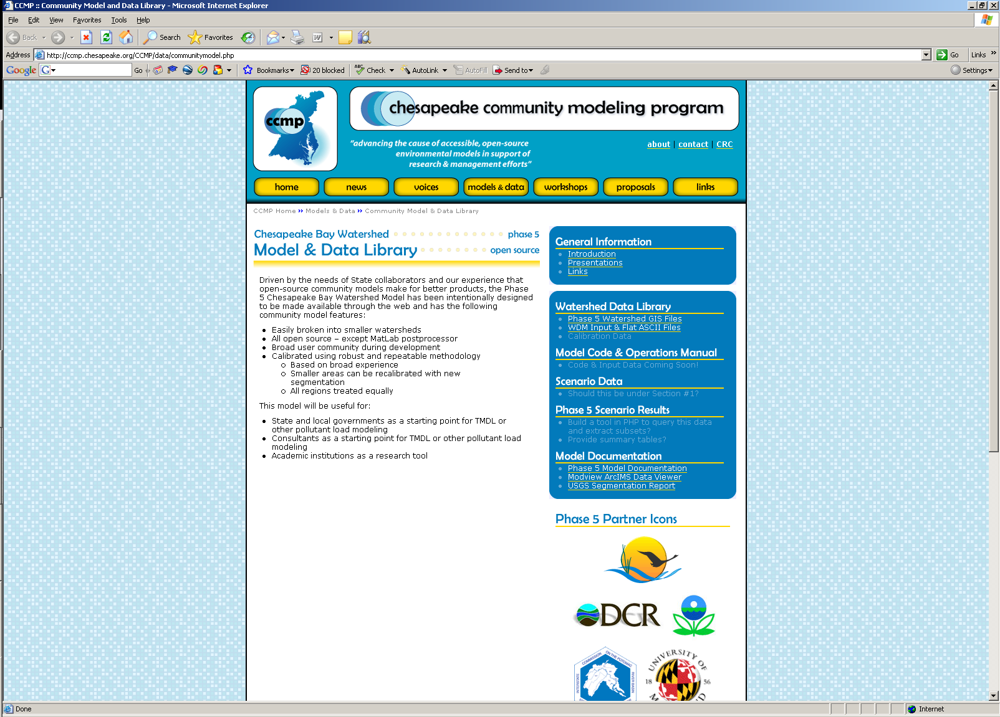 CCMP :: Community Model and Data Library - Microsoft Internet Explorer
File Edit View Favorites Tools Help
Back Search Favorites
Address http://ccmp.chesapeake.org/CCMP/data/communitymodel.php Go Links »
Google G Go Bookmarks 20 blocked ABC Check AutoLink AutoFill Send to Settings
ccmp
chesapeake community modeling program
"advancing the cause of accessible, open-source
environmental models in support of
research & management efforts"
about | contact | CRC
home news voices models & data workshops proposals links
CCMP Home » Models & Data » Community Model & Data Library
Chesapeake Bay Watershed phase 5
Model & Data Library open source
Driven by the needs of State collaborators and our experience that
open-source community models make for better products, the Phase
5 Chesapeake Bay Watershed Model has been intentionally designed
to be made available through the web and has the following
community model features:
Easily broken into smaller watersheds
All open source – except MatLab postprocessor
Broad user community during development
Calibrated using robust and repeatable methodology
Based on broad experience
Smaller areas can be recalibrated with new
segmentation
All regions treated equally
This model will be useful for:
State and local governments as a starting point for TMDL or
other pollutant load modeling
Consultants as a starting point for TMDL or other pollutant load
modeling
Academic institutions as a research tool
General Information
Introduction
Presentations
Links
Watershed Data Library
Phase 5 Watershed GIS Files
WDM Input & Flat ASCII Files
Calibration Data
Model Code & Operations Manual
Code & Input Data Coming Soon!
Scenario Data
Should this be under Section #1?
Phase 5 Scenario Results
Build a tool in PHP to query this data
and extract subsets?
Provide summary tables?
Model Documentation
Phase 5 Model Documentation
Modview ArcIMS Data Viewer
USGS Segmentation Report
Phase 5 Partner Icons
DCR
INTERSTATE COMMISSION ON THE POTOMAC RIVER BASIN
UNIVERSITY OF
18 56
Done Internet